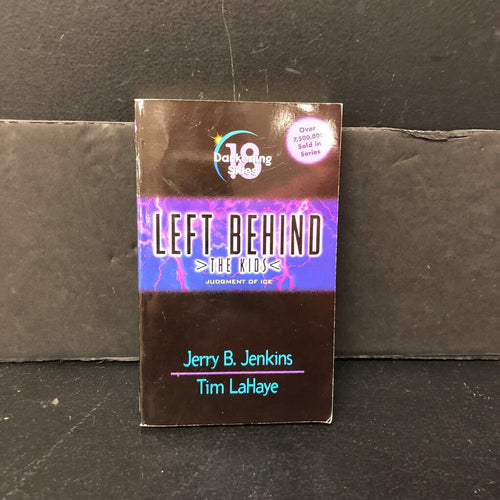 18
Darkening
Skies
Over
7,500,000
Sold in
Series
LEFT BEHIND
>THE KIDS<
JUDGMENT OF ICE
Jerry B. Jenkins
Tim LaHaye